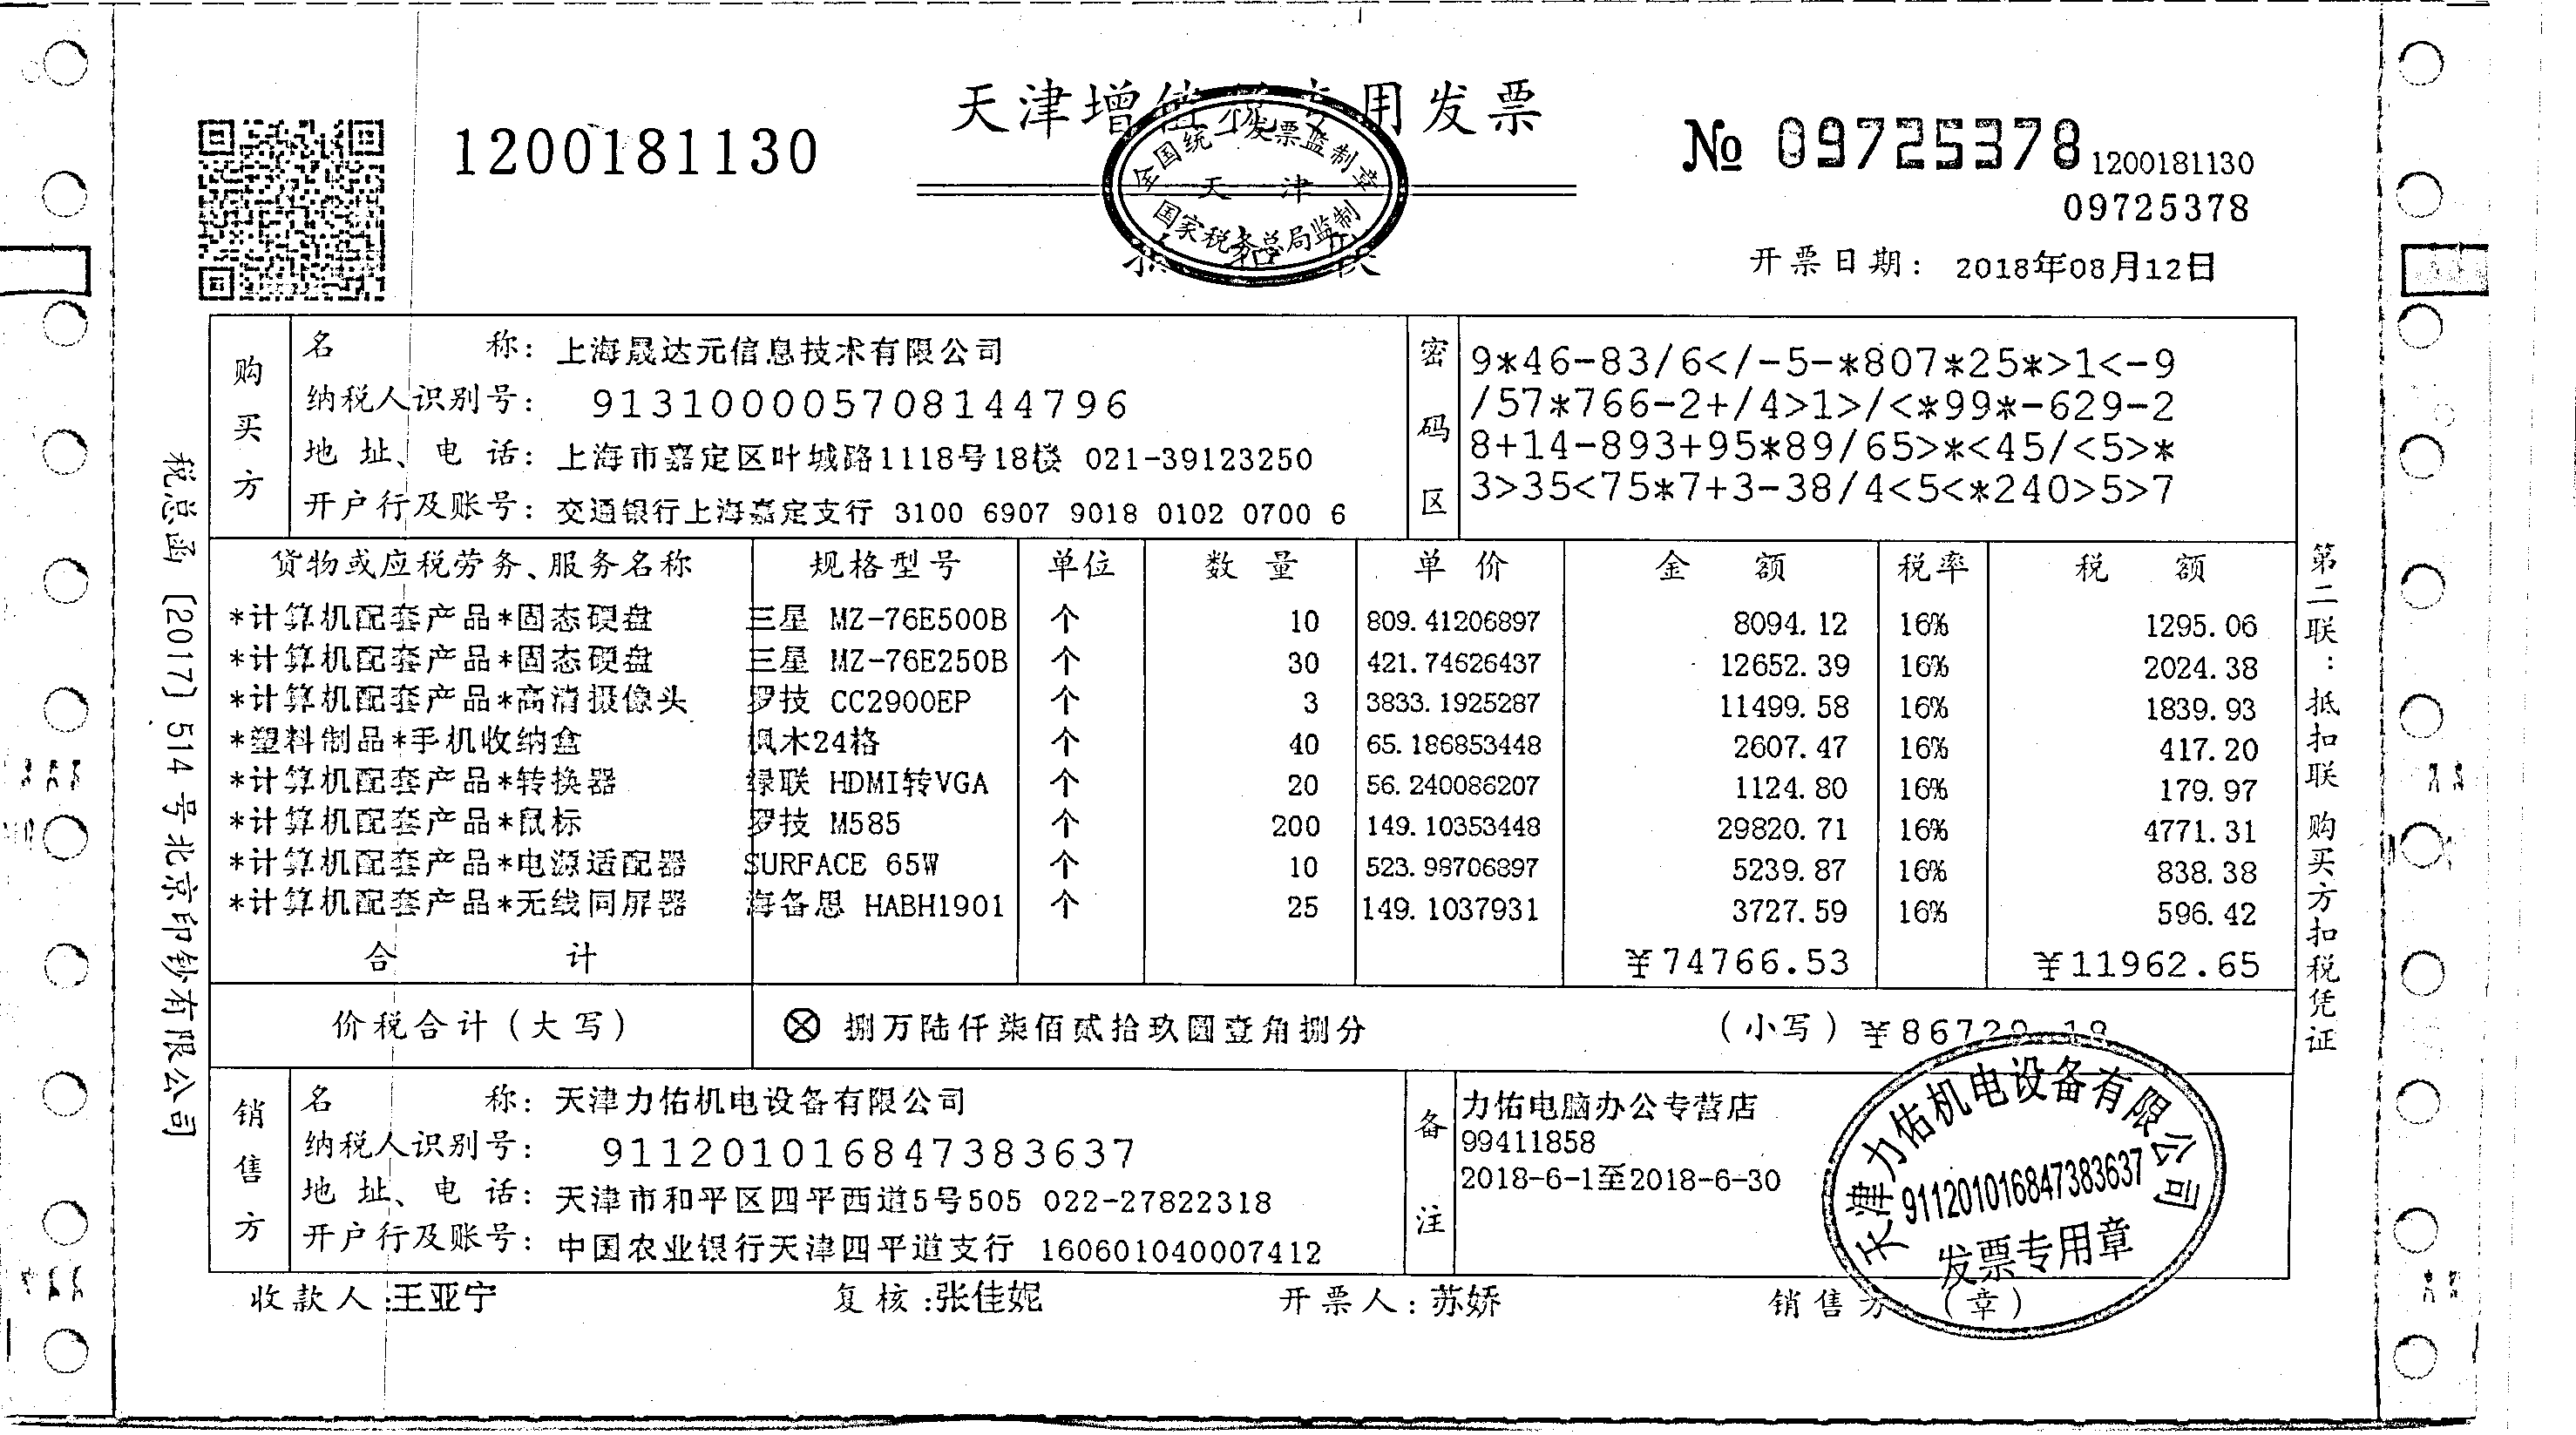 天津增值税专用发票
1200181130
№ 09725378
1200181130
09725378
全国统一发票监制章
天津
国家税务总局监制
抵扣联
开票日期: 2018年08月12日
购买方
名称: 上海晟达元信息技术有限公司
纳税人识别号: 913100005708144796
地址、电话: 上海市嘉定区叶城路1118号18楼 021-39123250
开户行及账号: 交通银行上海嘉定支行 3100 6907 9018 0102 0700 6
密码区
9*46-83/6</-5-*807*25*>1<-9
/57*766-2+/4>1>/<*99*-629-2
8+14-893+95*89/65>*<45/<5>*
3>35<75*7+3-38/4<5<*240>5>7
货物或应税劳务、服务名称 规格型号 单位 数量 单价 金额 税率 税额
*计算机配套产品*固态硬盘 三星 MZ-76E500B 个 10 809.41206897 8094.12 16% 1295.06
*计算机配套产品*固态硬盘 三星 MZ-76E250B 个 30 421.74626437 12652.39 16% 2024.38
*计算机配套产品*高清摄像头 罗技 CC2900EP 个 3 3833.1925287 11499.58 16% 1839.93
*塑料制品*手机收纳盒 枫木24格 个 40 65.186853448 2607.47 16% 417.20
*计算机配套产品*转换器 绿联 HDMI转VGA 个 20 56.240086207 1124.80 16% 179.97
*计算机配套产品*鼠标 罗技 M585 个 200 149.10353448 29820.71 16% 4771.31
*计算机配套产品*电源适配器 SURFACE 65W 个 10 523.98706897 5239.87 16% 838.38
*计算机配套产品*无线同屏器 海备思 HABH1901 个 25 149.1037931 3727.59 16% 596.42
合计 ¥74766.53 ¥11962.65
价税合计(大写) ⊗ 捌万陆仟柒佰贰拾玖圆壹角捌分 (小写) ¥86729.18
销售方
名称: 天津力佑机电设备有限公司
纳税人识别号: 911201016847383637
地址、电话: 天津市和平区四平西道5号505 022-27822318
开户行及账号: 中国农业银行天津四平道支行 160601040007412
备注
力佑电脑办公专营店
99411858
2018-6-1至2018-6-30
天津力佑机电设备有限公司
911201016847383637
发票专用章
收款人:王亚宁 复核:张佳妮 开票人:苏娇 销售方:(章)
税总函〔2017〕514号北京印钞有限公司
第二联:抵扣联 购买方扣税凭证